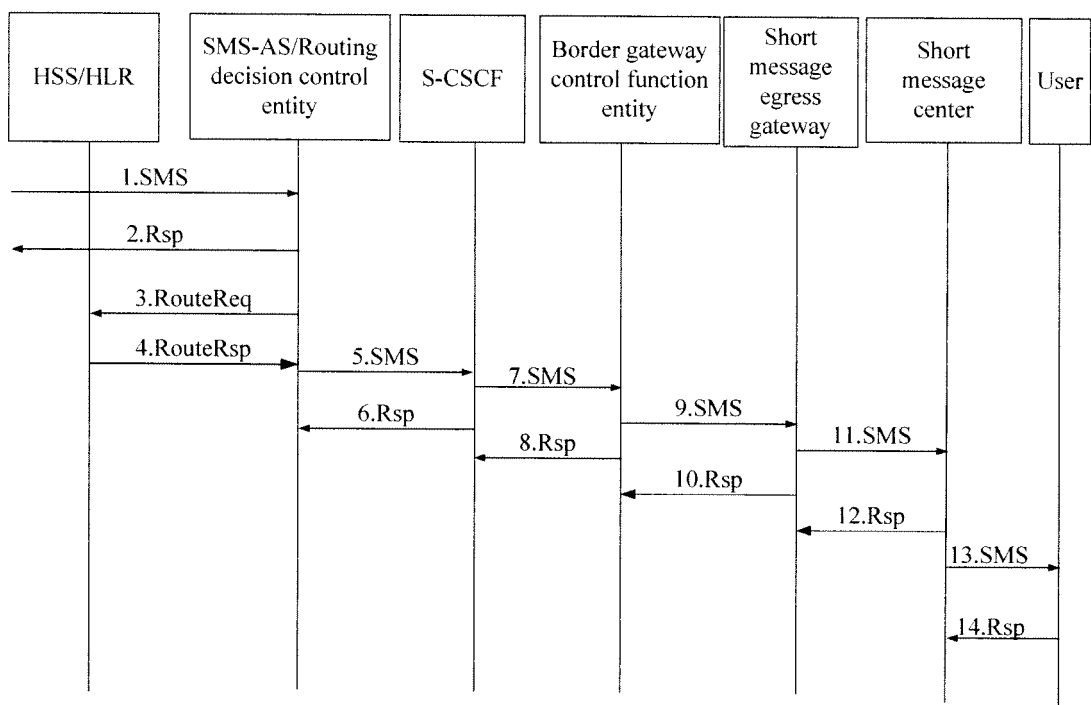 HSS/HLR
SMS-AS/Routing
decision control
entity
S-CSCF
Border gateway
control function
entity
Short
message
egress
gateway
Short
message
center
User
1.SMS
2.Rsp
3.RouteReq
4.RouteRsp
5.SMS
6.Rsp
7.SMS
8.Rsp
9.SMS
10.Rsp
11.SMS
12.Rsp
13.SMS
14.Rsp